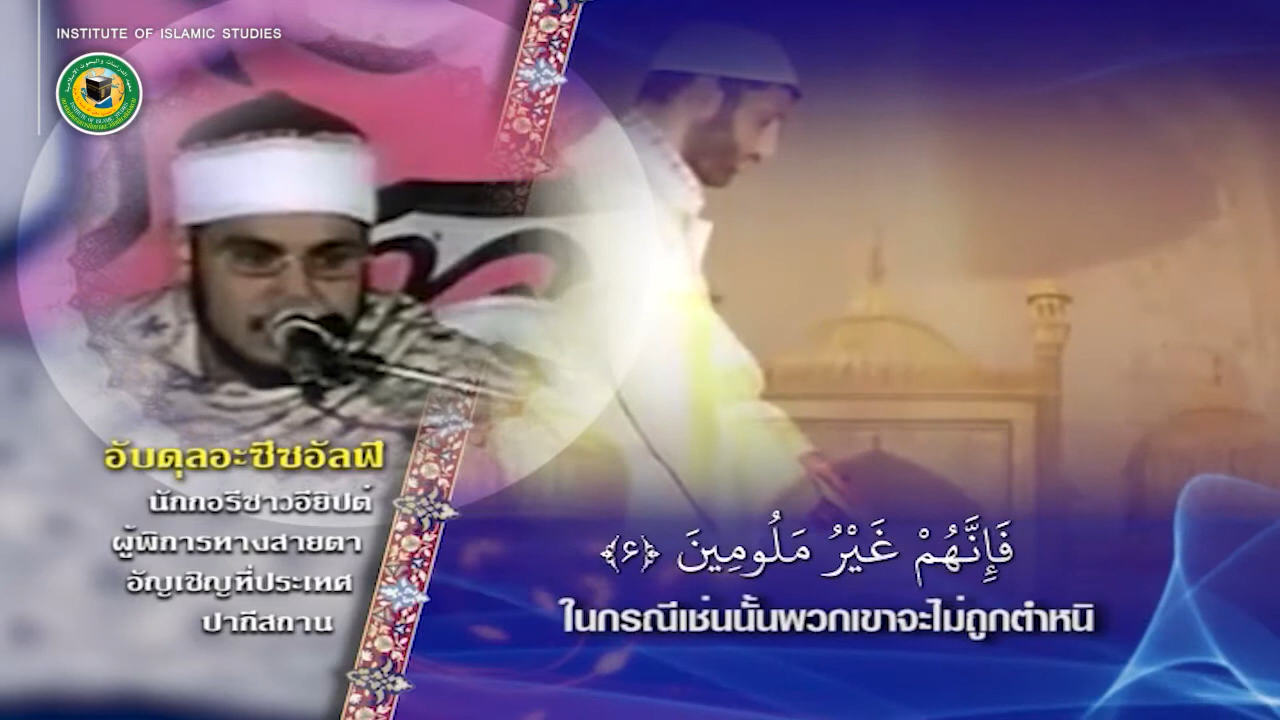 INSTITUTE OF ISLAMIC STUDIES
อับดุลอะซีซอัลฟี
นักกอรีชาวอียิปต์
ผู้พิการทางสายตา
อัญเชิญที่ประเทศ
ปากีสถาน
فَإِنَّهُمْ غَيْرُ مَلُومِينَ ﴿۶﴾
ในกรณีเช่นนั้นพวกเขาจะไม่ถูกตำหนิ